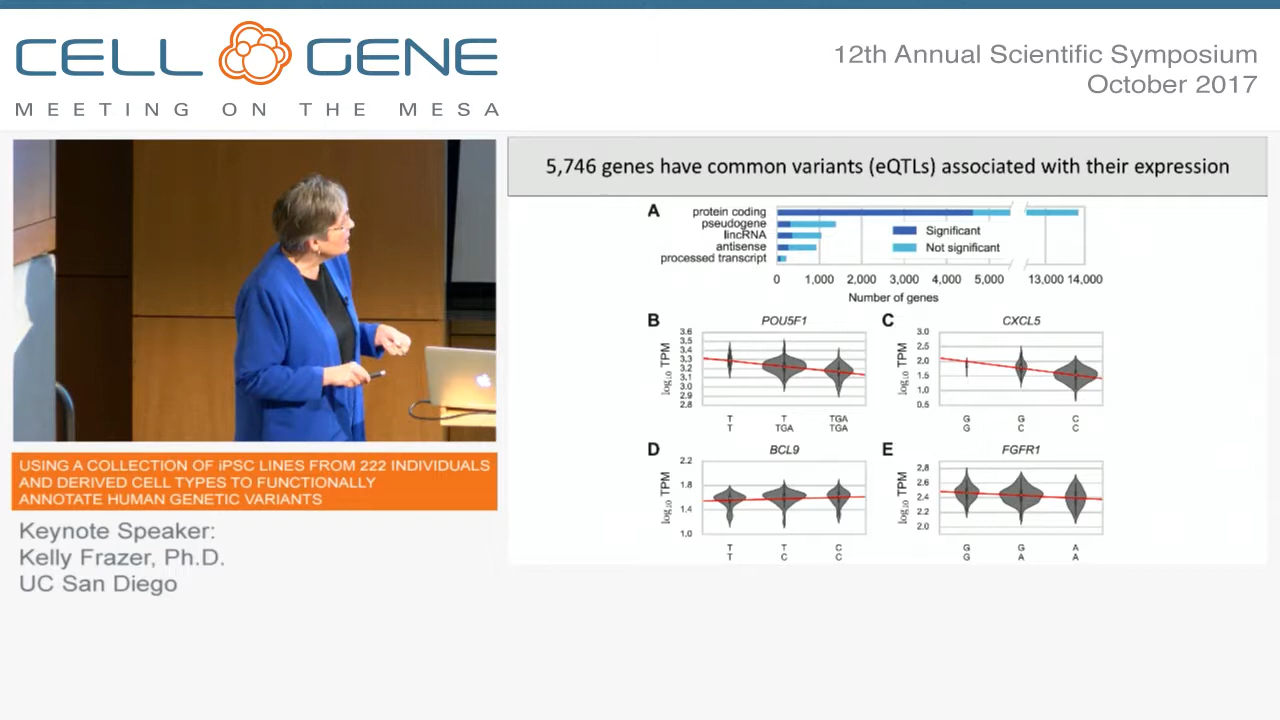 CELL GENE
MEETING ON THE MESA
12th Annual Scientific Symposium
October 2017
5,746 genes have common variants (eQTLs) associated with their expression
A
protein coding
pseudogene
lincRNA
antisense
processed transcript
Significant
Not significant
0 1,000 2,000 3,000 4,000 5,000 13,000 14,000
Number of genes
B
POU5F1
log10 TPM
3.6
3.5
3.4
3.3
3.2
3.1
3.0
2.9
2.8
T T TGA
T TGA TGA
C
CXCL5
log10 TPM
3.0
2.5
2.0
1.5
1.0
0.5
G G C
G C C
D
BCL9
log10 TPM
2.2
1.8
1.4
1.0
T T C
T C C
E
FGFR1
log10 TPM
2.8
2.6
2.4
2.2
2.0
G G A
G A A
USING A COLLECTION OF iPSC LINES FROM 222 INDIVIDUALS
AND DERIVED CELL TYPES TO FUNCTIONALLY
ANNOTATE HUMAN GENETIC VARIANTS
Keynote Speaker:
Kelly Frazer, Ph.D.
UC San Diego